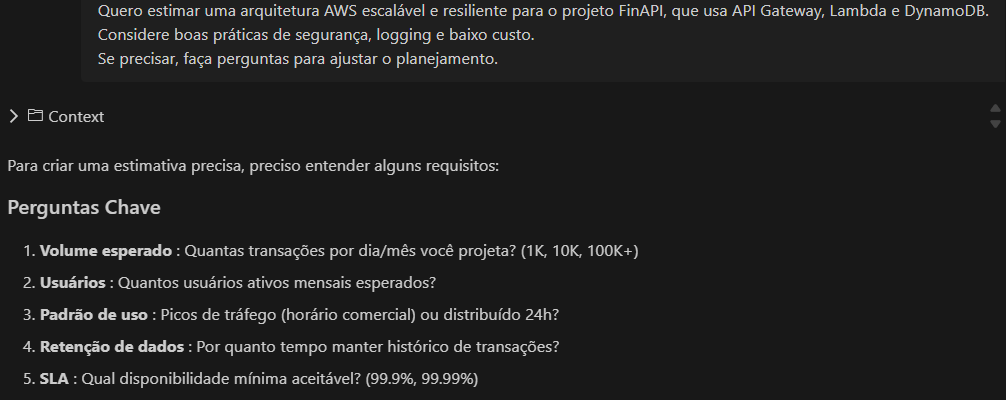 Quero estimar uma arquitetura AWS escalável e resiliente para o projeto FinAPI, que usa API Gateway, Lambda e DynamoDB.
Considere boas práticas de segurança, logging e baixo custo.
Se precisar, faça perguntas para ajustar o planejamento.
Context
Para criar uma estimativa precisa, preciso entender alguns requisitos:
Perguntas Chave
1. Volume esperado : Quantas transações por dia/mês você projeta? (1K, 10K, 100K+)
2. Usuários : Quantos usuários ativos mensais esperados?
3. Padrão de uso : Picos de tráfego (horário comercial) ou distribuído 24h?
4. Retenção de dados : Por quanto tempo manter histórico de transações?
5. SLA : Qual disponibilidade mínima aceitável? (99.9%, 99.99%)